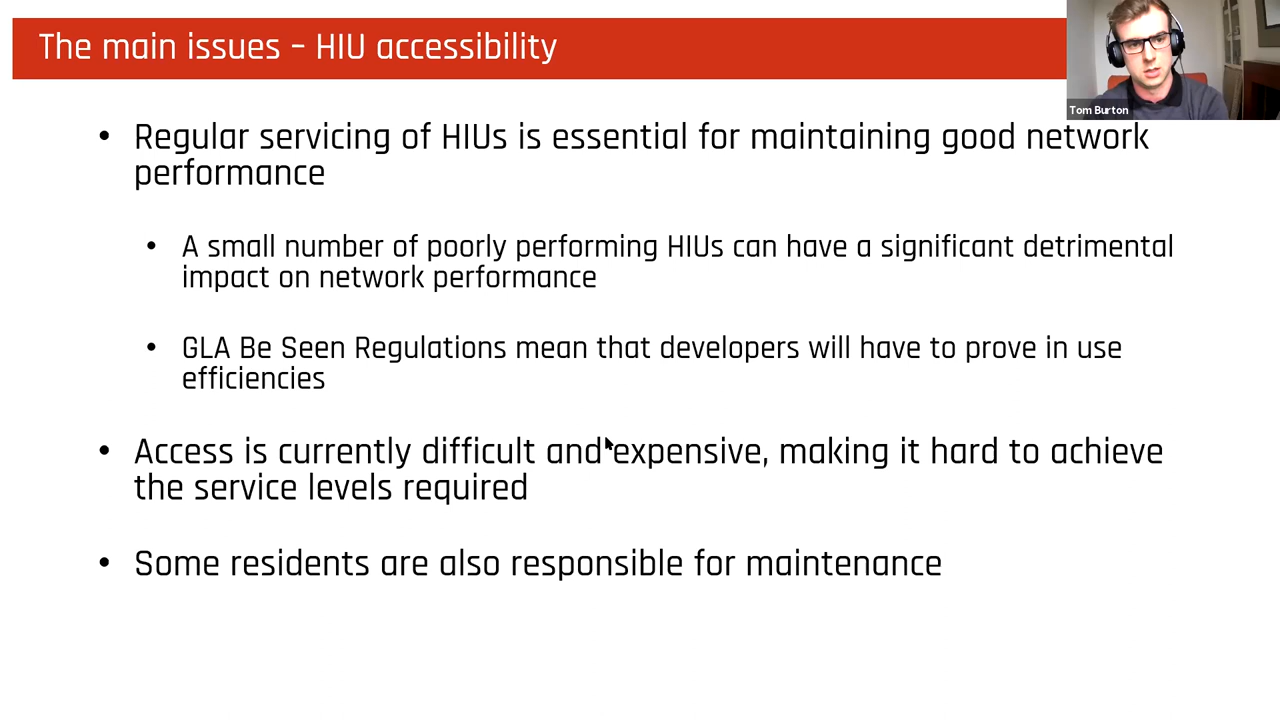 The main issues – HIU accessibility
Tom Burton
• Regular servicing of HIUs is essential for maintaining good network
performance
• A small number of poorly performing HIUs can have a significant detrimental
impact on network performance
• GLA Be Seen Regulations mean that developers will have to prove in use
efficiencies
• Access is currently difficult and expensive, making it hard to achieve
the service levels required
• Some residents are also responsible for maintenance